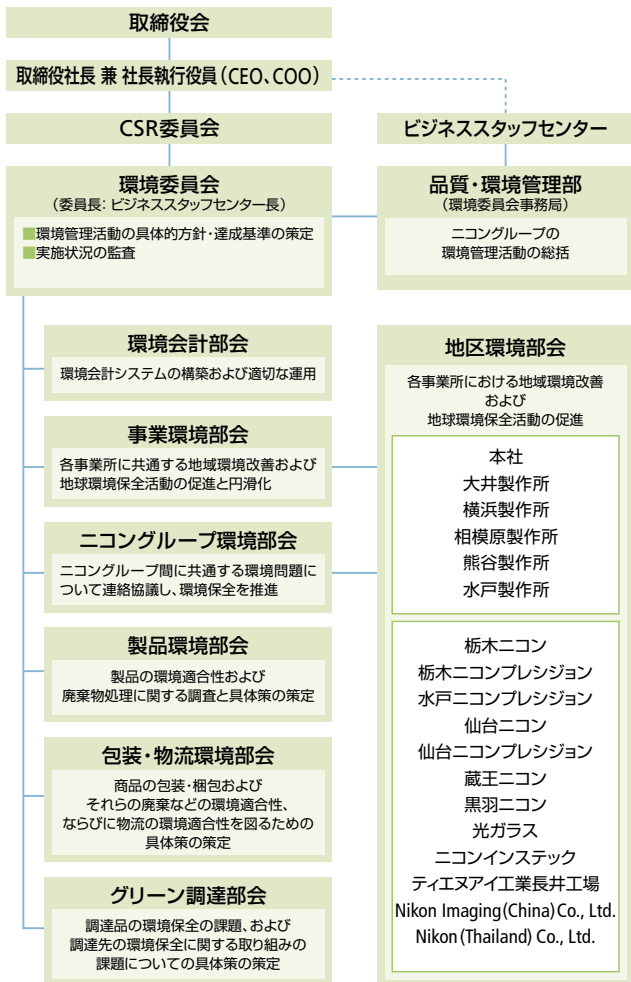 取締役会
取締役社長 兼 社長執行役員(CEO、COO)
CSR委員会
ビジネススタッフセンター
環境委員会
(委員長: ビジネススタッフセンター長)
■環境管理活動の具体的方針・達成基準の策定
■実施状況の監査
品質・環境管理部
(環境委員会事務局)
ニコングループの
環境管理活動の総括
環境会計部会
環境会計システムの構築および適切な運用
事業環境部会
各事業所に共通する地域環境改善および
地球環境保全活動の促進と円滑化
ニコングループ環境部会
ニコングループ間に共通する環境問題に
ついて連絡協議し、環境保全を推進
製品環境部会
製品の環境適合性および
廃棄物処理に関する調査と具体策の策定
包装・物流環境部会
商品の包装・梱包および
それらの廃棄などの環境適合性、
ならびに物流の環境適合性を図るための
具体策の策定
グリーン調達部会
調達品の環境保全の課題、および
調達先の環境保全に関する取り組みの
課題についての具体策の策定
地区環境部会
各事業所における地域環境改善
および
地球環境保全活動の促進
本社
大井製作所
横浜製作所
相模原製作所
熊谷製作所
水戸製作所
栃木ニコン
栃木ニコンプレシジョン
水戸ニコンプレシジョン
仙台ニコン
仙台ニコンプレシジョン
蔵王ニコン
黒羽ニコン
光ガラス
ニコンインステック
ティエヌアイ工業長井工場
Nikon Imaging(China)Co., Ltd.
Nikon(Thailand) Co., Ltd.